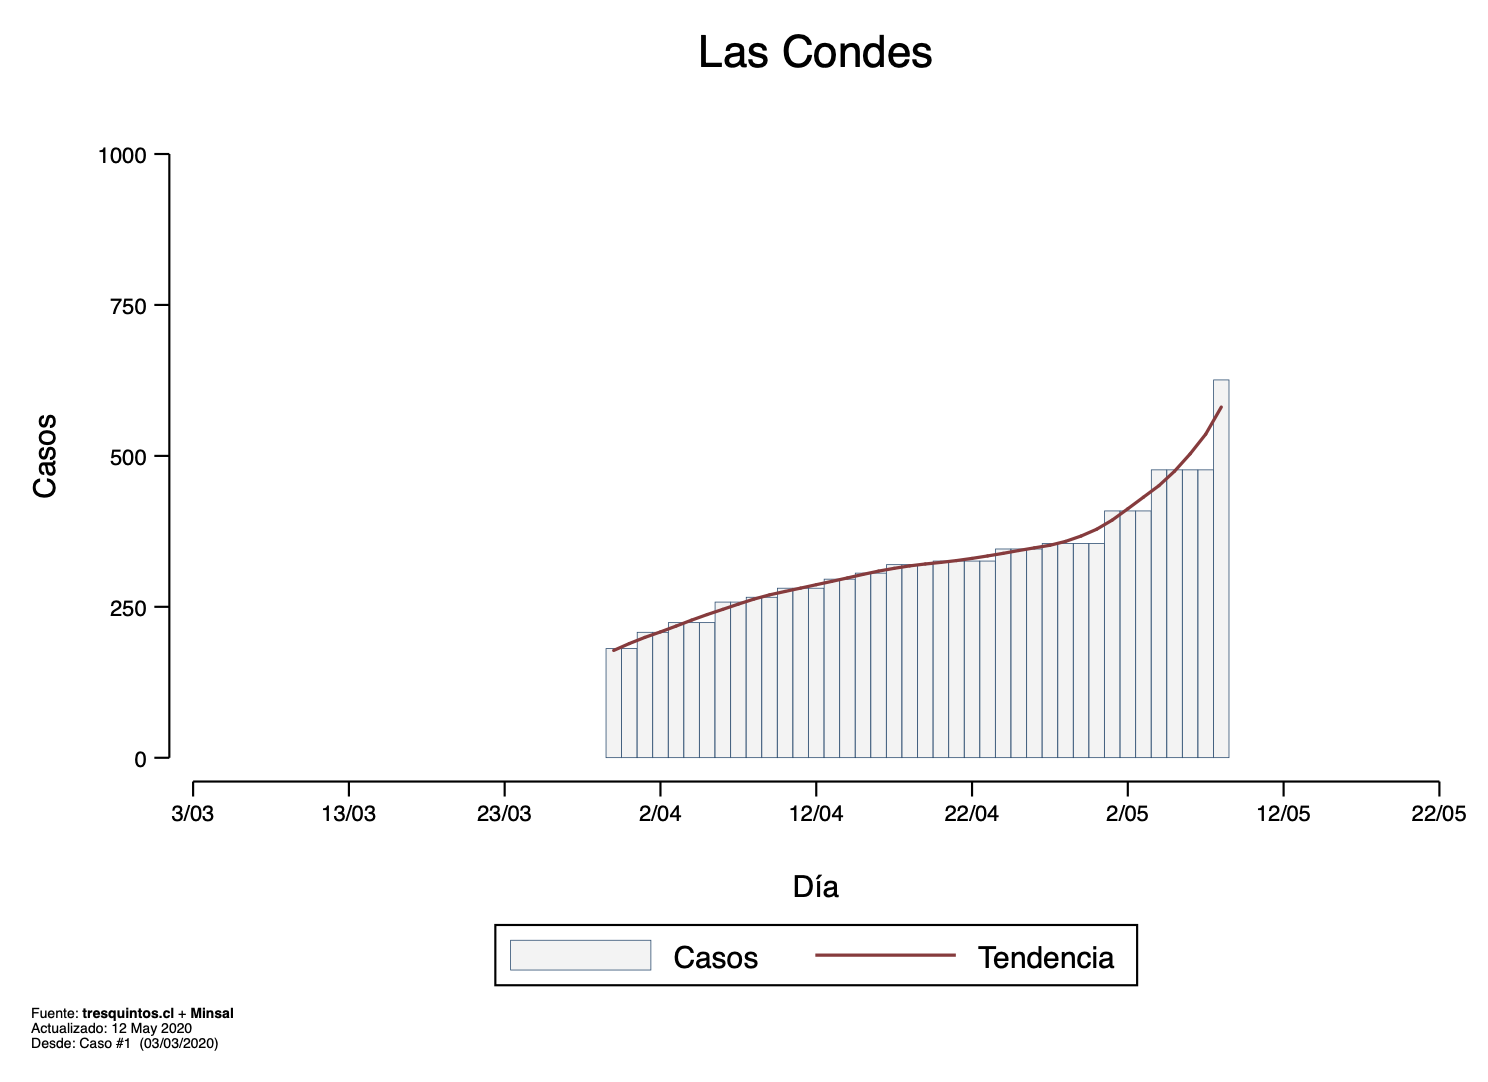 Las Condes
Casos
1000
750
500
250
0
3/03 13/03 23/03 2/04 12/04 22/04 2/05 12/05 22/05
Día
Casos Tendencia
Fuente: tresquintos.cl + Minsal
Actualizado: 12 May 2020
Desde: Caso #1 (03/03/2020)